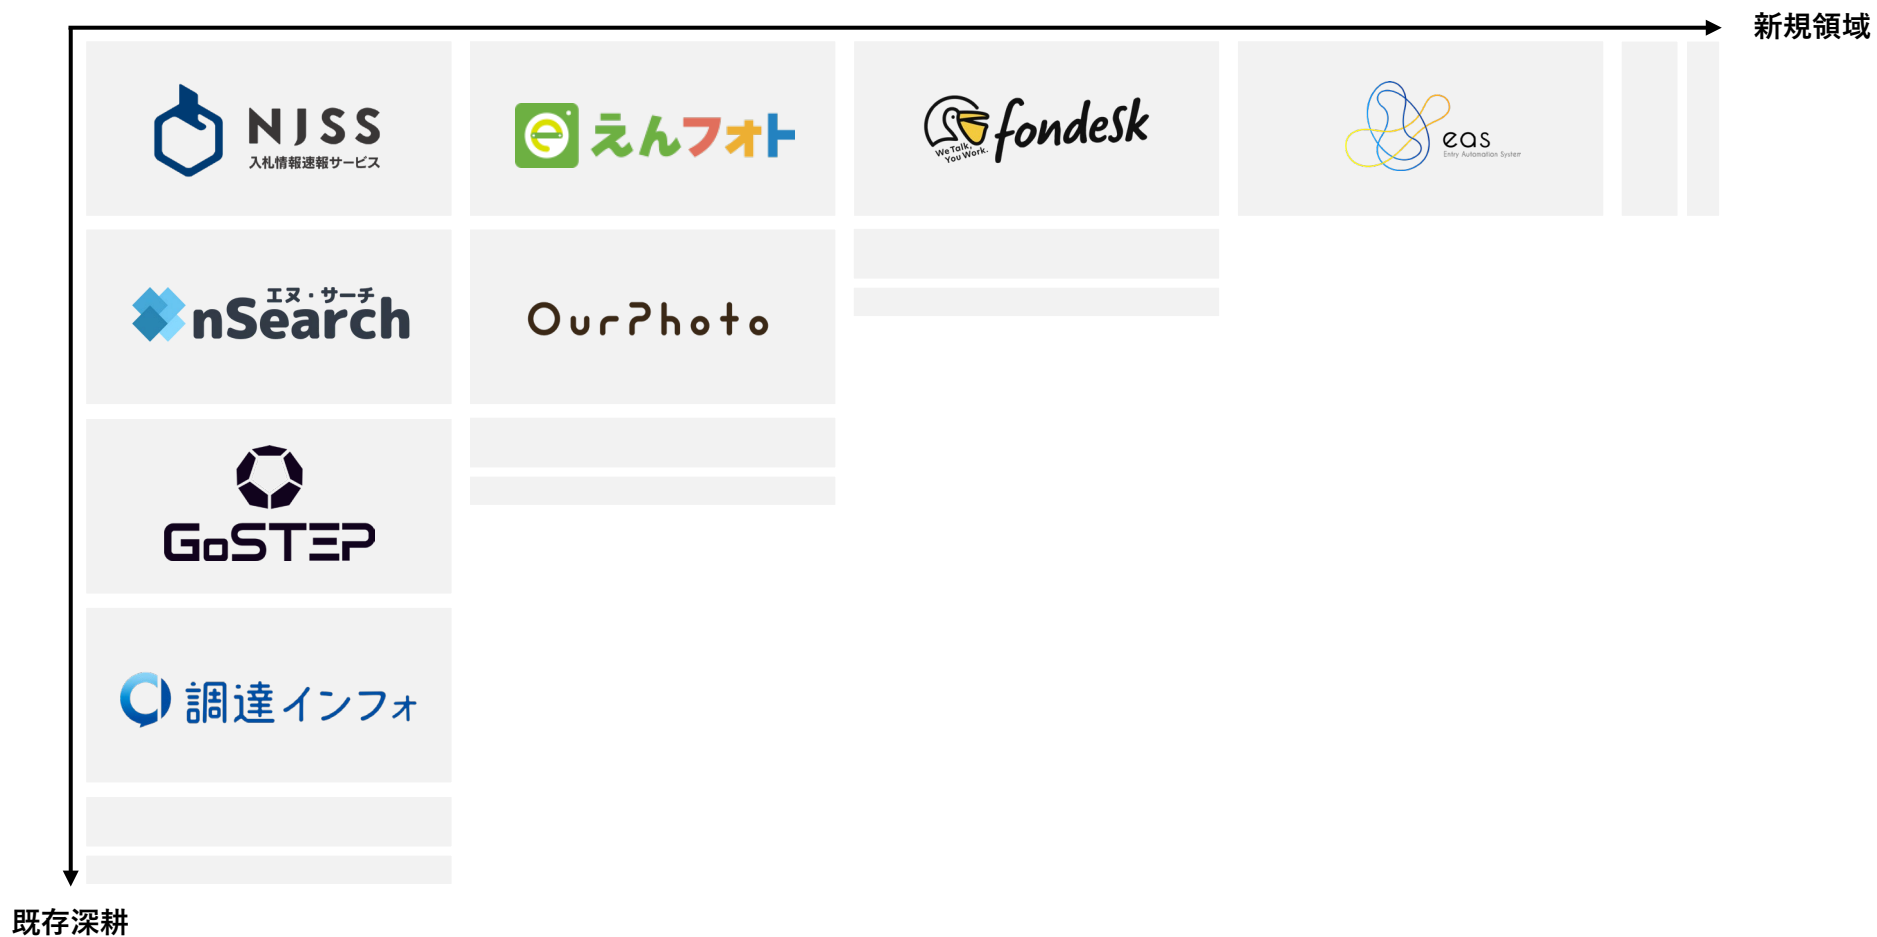 新規領域
NJSS
入札情報速報サービス
えんフォト
fondesk
We Talk,
You Work.
eas
Entry Automation System
エヌ・サーチ
nSearch
OurPhoto
GoSTEP
調達インフォ
既存深耕